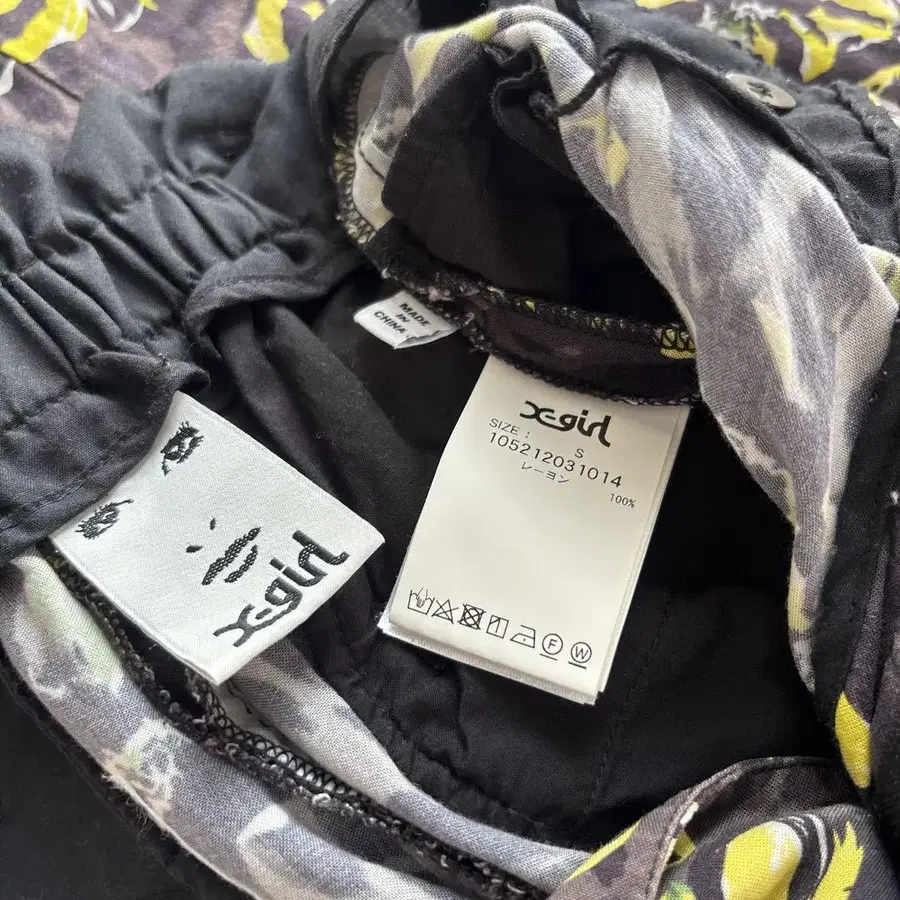 MADE
IN
CHINA
X-girl
SIZE :
S
105212031014
レーヨン
100%
F
W
X-girl